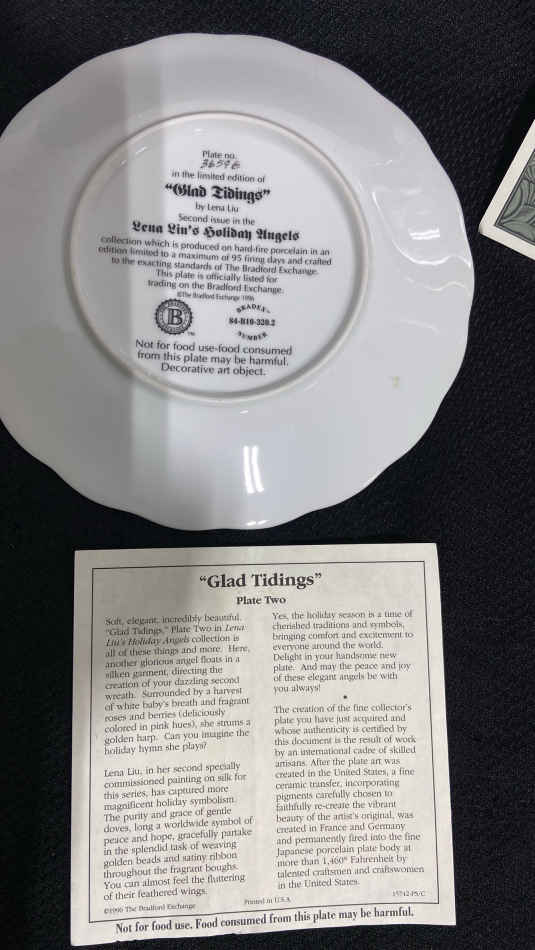 Plate no.
3659E
in the limited edition of
“Glad Tidings”
by Lena Liu
Second issue in the
Lena Liu's Holiday Angels
collection which is produced on hard-fire porcelain in an
edition limited to a maximum of 95 firing days and crafted
to the exacting standards of The Bradford Exchange.
This plate is officially listed for
trading on the Bradford Exchange.
©The Bradford Exchange 1996
B
TM
BRADEX™
84-B10-320.2
NUMBER
Not for food use-food consumed
from this plate may be harmful.
Decorative art object.
“Glad Tidings”
Plate Two
Soft, elegant, incredibly beautiful.
“Glad Tidings,” Plate Two in Lena
Liu's Holiday Angels collection is
all of these things and more. Here,
another glorious angel floats in a
silken garment, directing the
creation of your dazzling second
wreath. Surrounded by a harvest
of white baby's breath and fragrant
roses and berries (deliciously
colored in pink hues), she strums a
golden harp. Can you imagine the
holiday hymn she plays?
Lena Liu, in her second specially
commissioned painting on silk for
this series, has captured more
magnificent holiday symbolism.
The purity and grace of gentle
doves, long a worldwide symbol of
peace and hope, gracefully partake
in the splendid task of weaving
golden beads and satiny ribbon
throughout the fragrant boughs.
You can almost feel the fluttering
of their feathered wings.
©1996 The Bradford Exchange
Yes, the holiday season is a time of
cherished traditions and symbols,
bringing comfort and excitement to
everyone around the world.
Delight in your handsome new
plate. And may the peace and joy
of these elegant angels be with
you always!
The creation of the fine collector's
plate you have just acquired and
whose authenticity is certified by
this document is the result of work
by an international cadre of skilled
artisans. After the plate art was
created in the United States, a fine
ceramic transfer, incorporating
pigments carefully chosen to
faithfully re-create the vibrant
beauty of the artist's original, was
created in France and Germany
and permanently fired into the fine
Japanese porcelain plate body at
more than 1,460° Fahrenheit by
talented craftsmen and craftswomen
in the United States.
Printed in U.S.A.
15742-PS/C
Not for food use. Food consumed from this plate may be harmful.